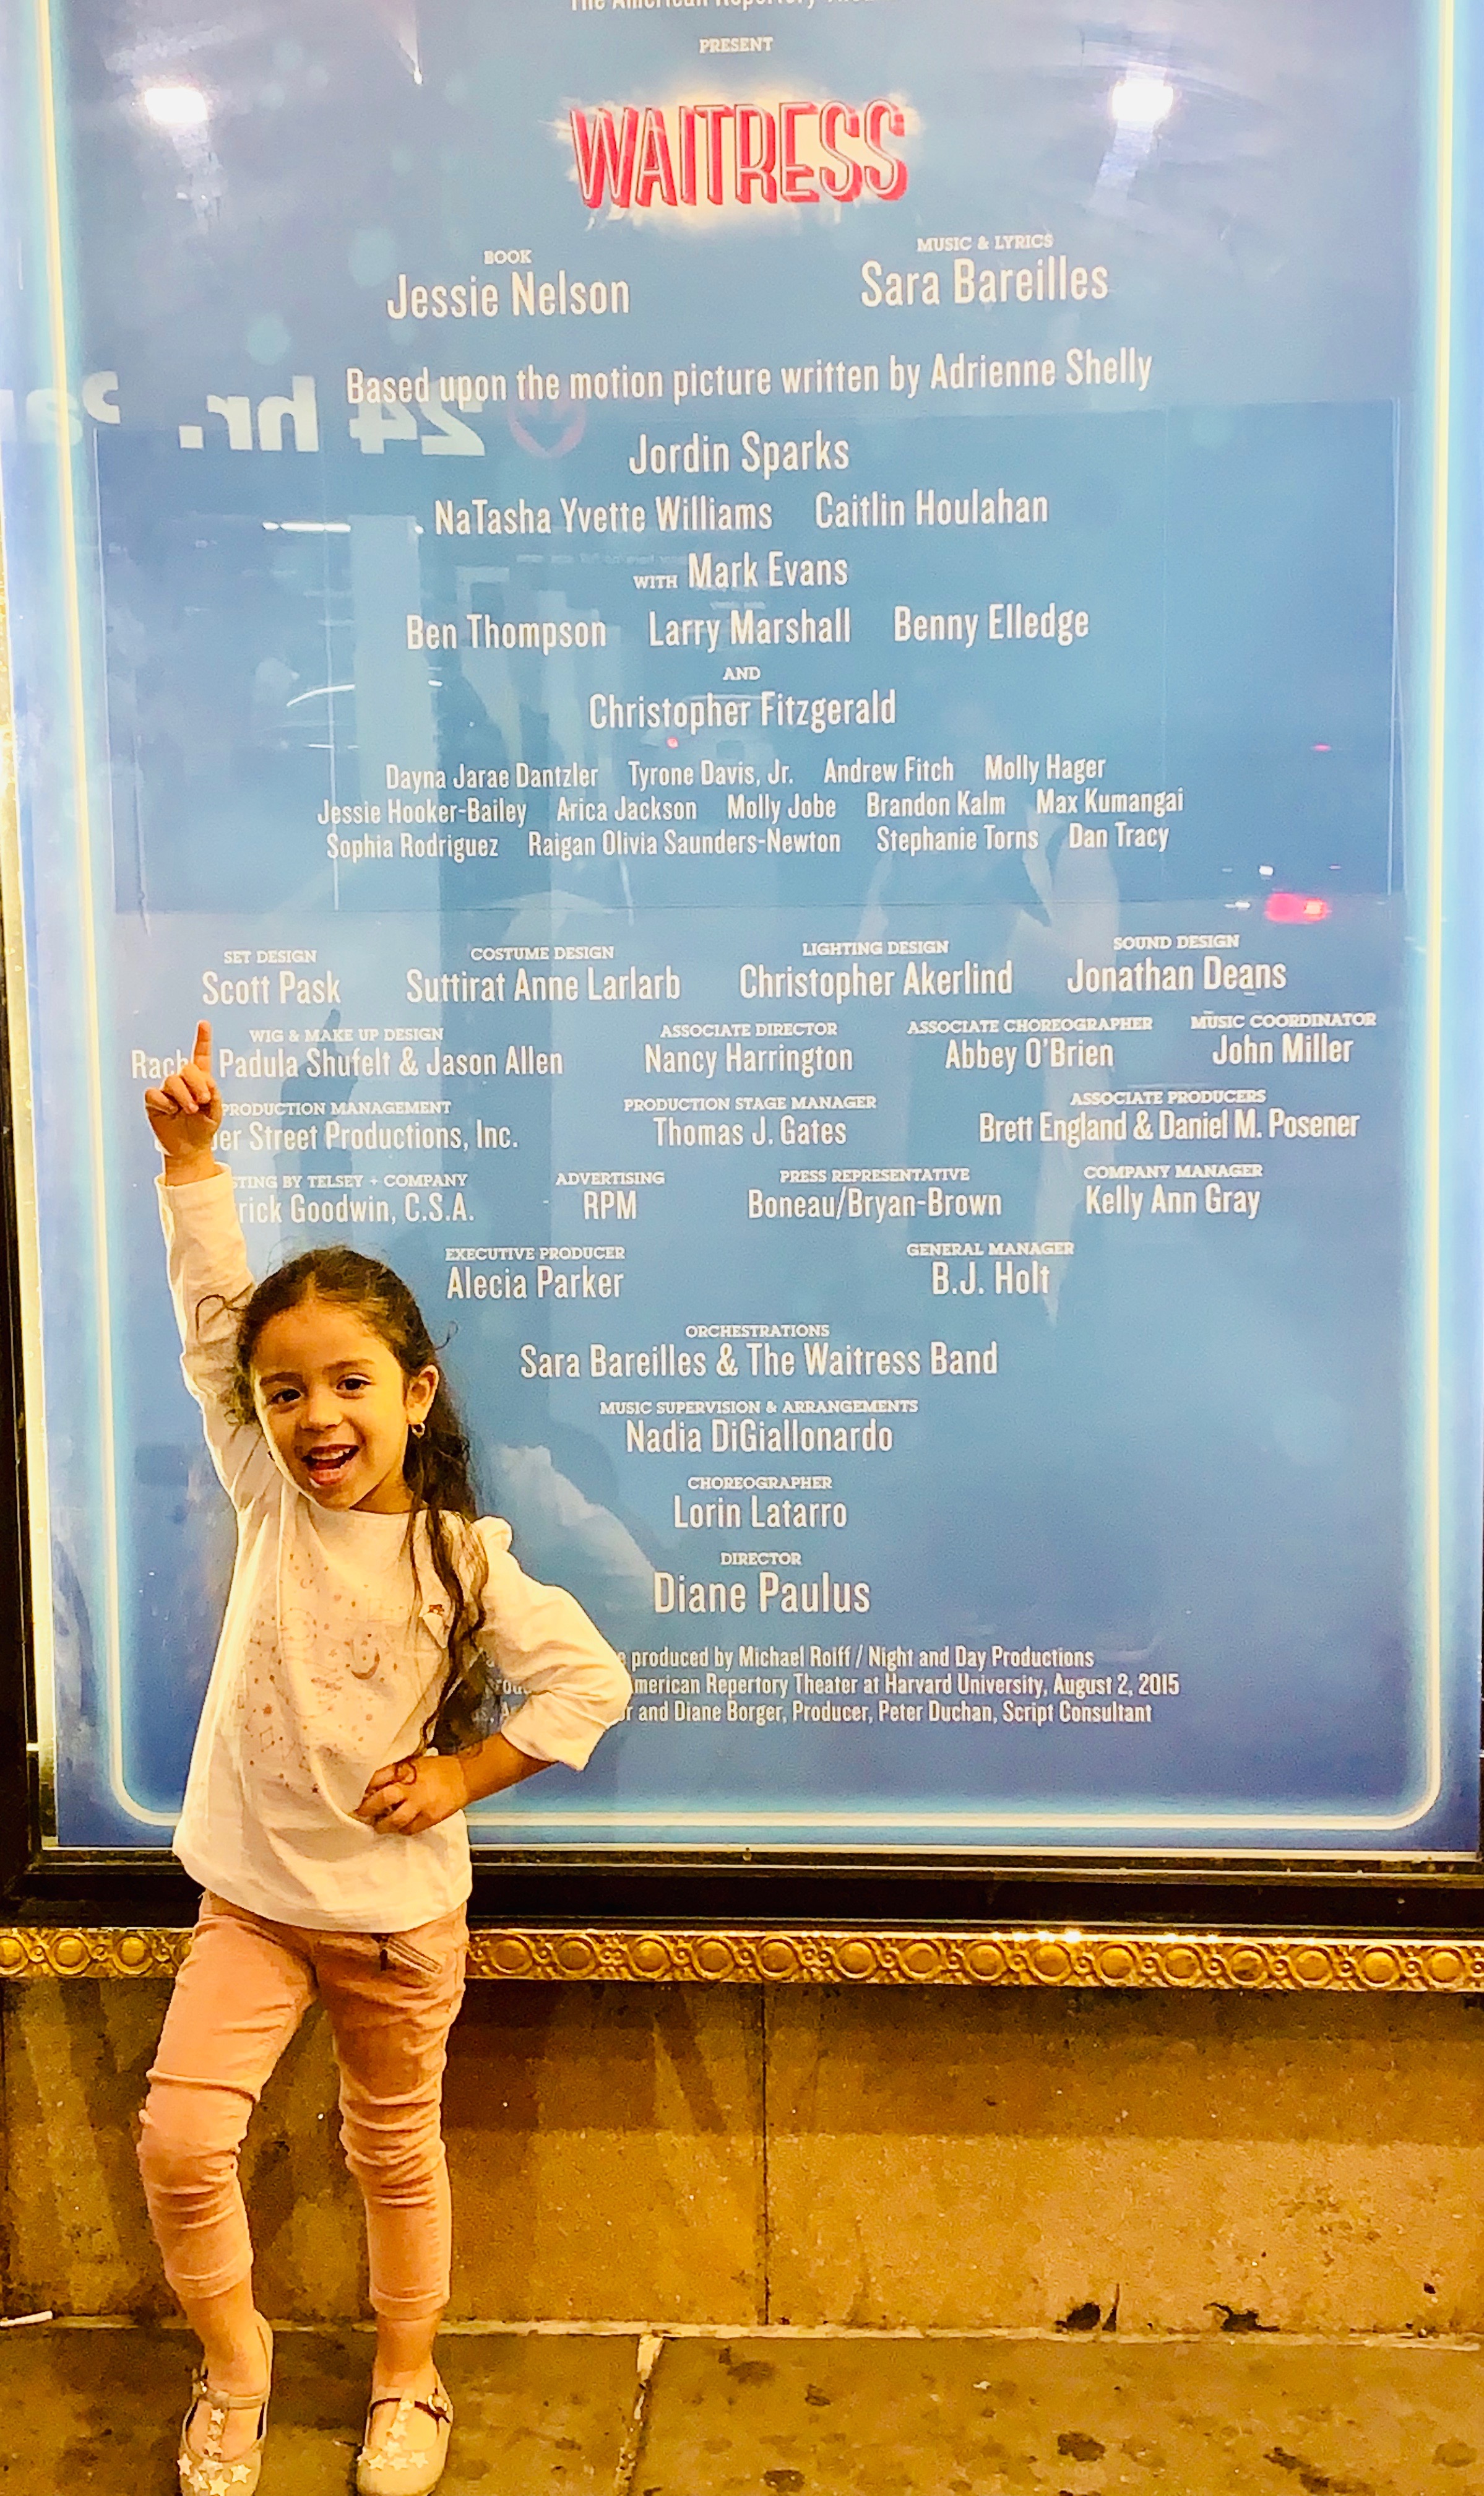 The American Repertory
PRESENT
WAITRESS
BOOK MUSIC & LYRICS
Jessie Nelson Sara Bareilles
Based upon the motion picture written by Adrienne Shelly
24 hr.
Jordin Sparks
NaTasha Yvette Williams Caitlin Houlahan
WITH Mark Evans
Ben Thompson Larry Marshall Benny Elledge
AND
Christopher Fitzgerald
Dayna Jarae Dantzler Tyrone Davis, Jr. Andrew Fitch Molly Hager
Jessie Hooker-Bailey Arica Jackson Molly Jobe Brandon Kalm Max Kumangai
Sophia Rodriguez Raigan Olivia Saunders-Newton Stephanie Torns Dan Tracy
SET DESIGN COSTUME DESIGN LIGHTING DESIGN SOUND DESIGN
Scott Pask Suttirat Anne Larlarb Christopher Akerlind Jonathan Deans
WIG & MAKE UP DESIGN ASSOCIATE DIRECTOR ASSOCIATE CHOREOGRAPHER MUSIC COORDINATOR
Padula Shufelt & Jason Allen Nancy Harrington Abbey O'Brien John Miller
PRODUCTION MANAGEMENT PRODUCTION STAGE MANAGER ASSOCIATE PRODUCERS
Street Productions, Inc. Thomas J. Gates Brett England & Daniel M. Posener
BY TELSEY + COMPANY ADVERTISING PRESS REPRESENTATIVE COMPANY MANAGER
Goodwin, C.S.A. RPM Boneau/Bryan-Brown Kelly Ann Gray
EXECUTIVE PRODUCER GENERAL MANAGER
Alecia Parker B.J. Holt
ORCHESTRATIONS
Sara Bareilles & The Waitress Band
MUSIC SUPERVISION & ARRANGEMENTS
Nadia DiGiallonardo
CHOREOGRAPHER
Lorin Latarro
DIRECTOR
Diane Paulus
produced by Michael Roiff / Night and Day Productions
American Repertory Theater at Harvard University, August 2, 2015
and Diane Borger, Producer, Peter Duchan, Script Consultant